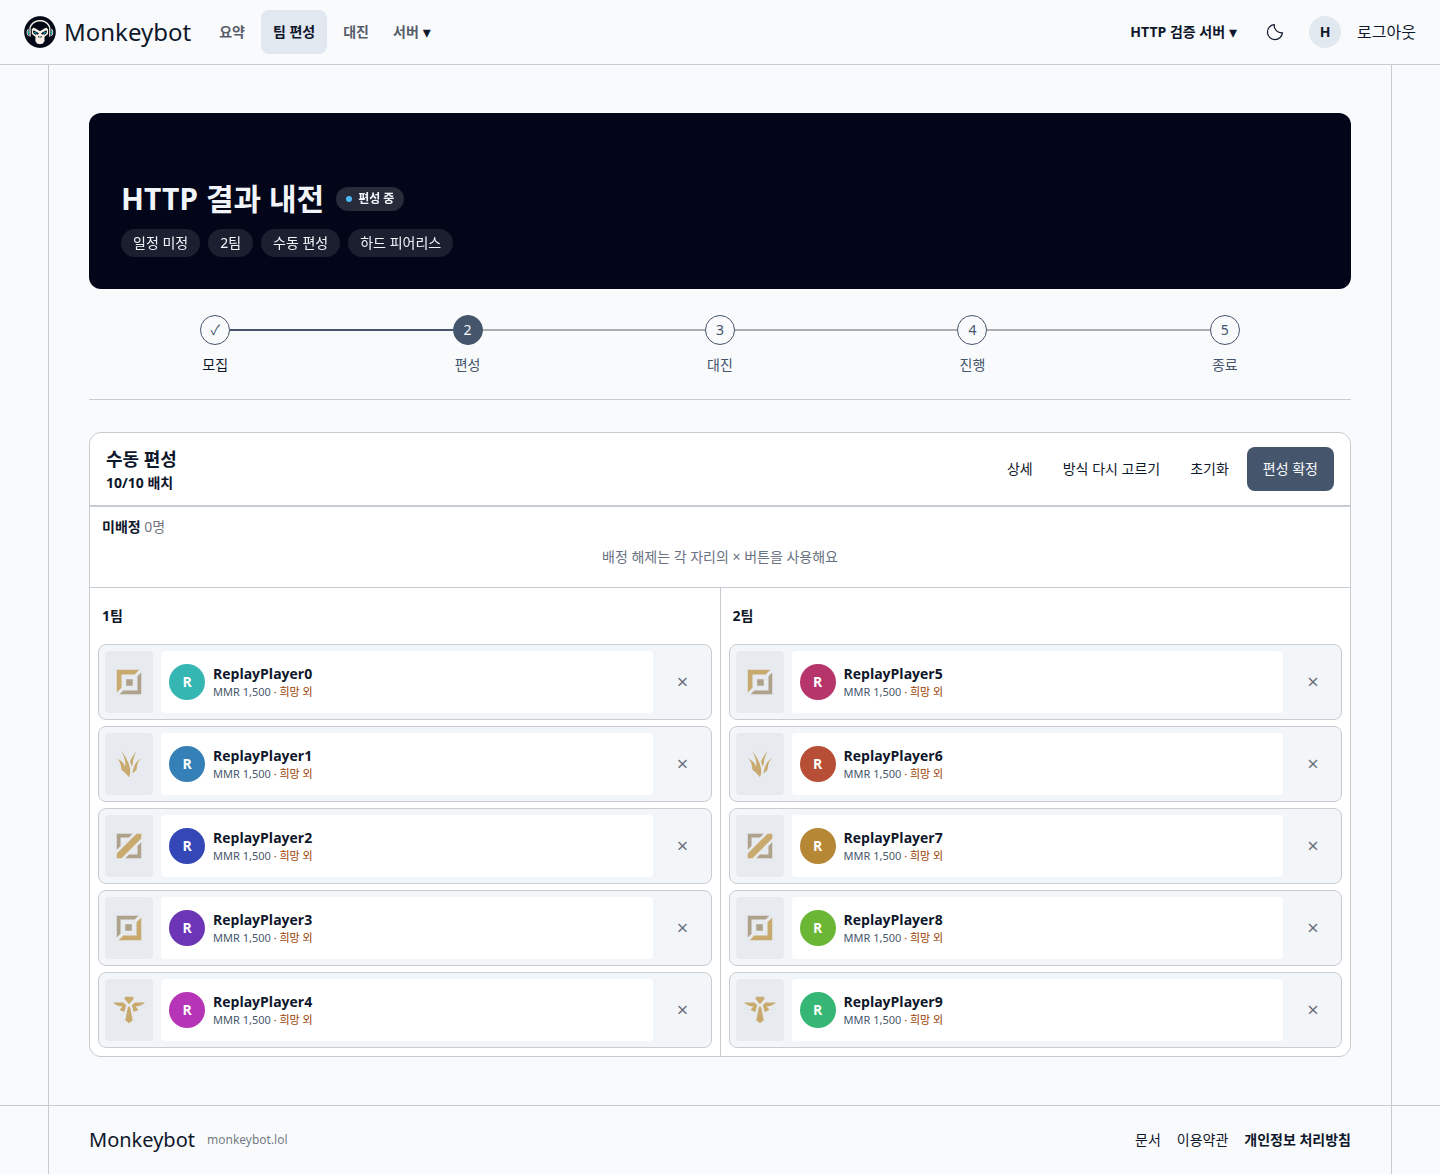 Monkeybot 요약 팀 편성 대진 서버 ▾ HTTP 검증 서버 ▾ H 로그아웃
HTTP 결과 내전 편성 중
일정 미정 2팀 수동 편성 하드 피어리스
✓ 2 3 4 5
모집 편성 대진 진행 종료
수동 편성
10/10 배치
상세 방식 다시 고르기 초기화 편성 확정
미배정 0명
배정 해제는 각 자리의 × 버튼을 사용해요
1팀
R ReplayPlayer0 ×
MMR 1,500 · 희망 외
R ReplayPlayer1 ×
MMR 1,500 · 희망 외
R ReplayPlayer2 ×
MMR 1,500 · 희망 외
R ReplayPlayer3 ×
MMR 1,500 · 희망 외
R ReplayPlayer4 ×
MMR 1,500 · 희망 외
2팀
R ReplayPlayer5 ×
MMR 1,500 · 희망 외
R ReplayPlayer6 ×
MMR 1,500 · 희망 외
R ReplayPlayer7 ×
MMR 1,500 · 희망 외
R ReplayPlayer8 ×
MMR 1,500 · 희망 외
R ReplayPlayer9 ×
MMR 1,500 · 희망 외
Monkeybot monkeybot.lol 문서 이용약관 개인정보 처리방침